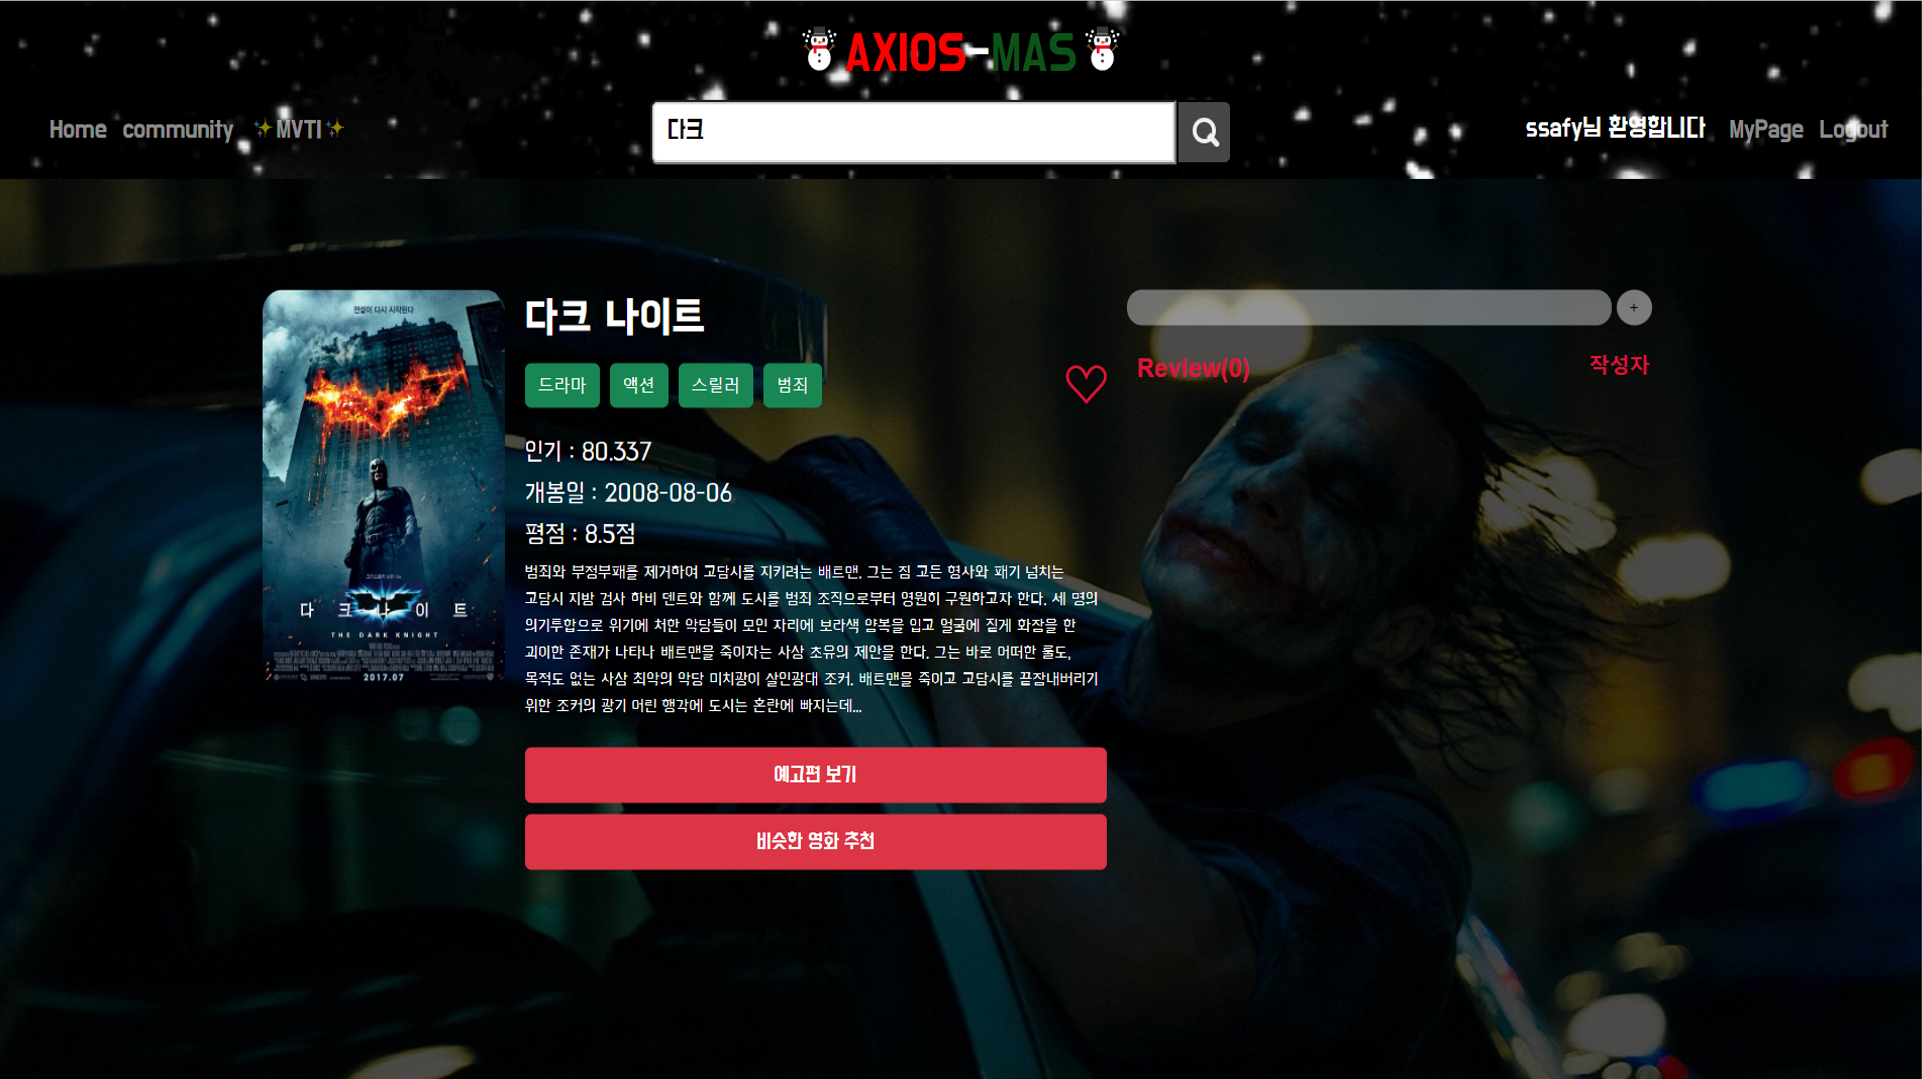 AXIOS-MAS
Home community ✨MVTI✨
다크
ssafy님 환영합니다 MyPage Logout
전설이 다시 시작된다
다 크 나 이 트
THE DARK KNIGHT
2017.07
다크 나이트
드라마 액션 스릴러 범죄
인기 : 80.337
개봉일 : 2008-08-06
평점 : 8.5점
범죄와 부정부패를 제거하여 고담시를 지키려는 배트맨. 그는 짐 고든 형사와 패기 넘치는
고담시 지방 검사 하비 덴트와 함께 도시를 범죄 조직으로부터 영원히 구원하고자 한다. 세 명의
의기투합으로 위기에 처한 악당들이 모인 자리에 보라색 양복을 입고 얼굴에 짙게 화장을 한
괴이한 존재가 나타나 배트맨을 죽이자는 사상 초유의 제안을 한다. 그는 바로 어떠한 룰도,
목적도 없는 사상 최악의 악당 미치광이 살인광대 조커. 배트맨을 죽이고 고담시를 끝장내버리기
위한 조커의 광기 어린 행각에 도시는 혼란에 빠지는데...
예고편 보기
비슷한 영화 추천
+
Review(0) 작성자